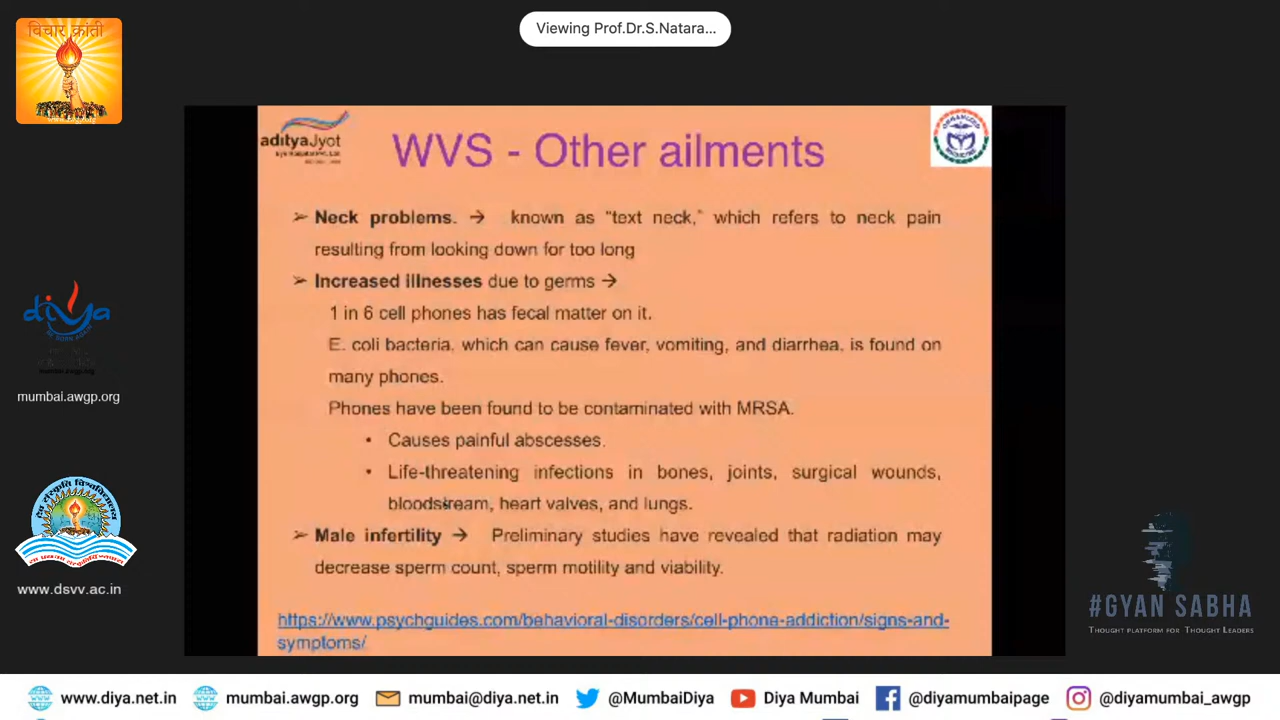 विचार क्रांती
Viewing Prof.Dr.S.Natara...
adityaJyot
WVS - Other ailments
➢ Neck problems. → known as "text neck," which refers to neck pain
resulting from looking down for too long
➢ Increased illnesses due to germs →
1 in 6 cell phones has fecal matter on it.
E. coli bacteria, which can cause fever, vomiting, and diarrhea, is found on
many phones.
Phones have been found to be contaminated with MRSA.
• Causes painful abscesses.
• Life-threatening infections in bones, joints, surgical wounds,
bloodstream, heart valves, and lungs.
➢ Male infertility → Preliminary studies have revealed that radiation may
decrease sperm count, sperm motility and viability.
https://www.psychguides.com/behavioral-disorders/cell-phone-addiction/signs-and-
symptoms/
diya
mumbai.awgp.org
www.dsvv.ac.in
#GYAN SABHA
THOUGHT PLATFORM FOR THOUGHT LEADERS
www.diya.net.in mumbai.awgp.org mumbai@diya.net.in @MumbaiDiya Diya Mumbai @diyamumbaipage @diyamumbai_awgp